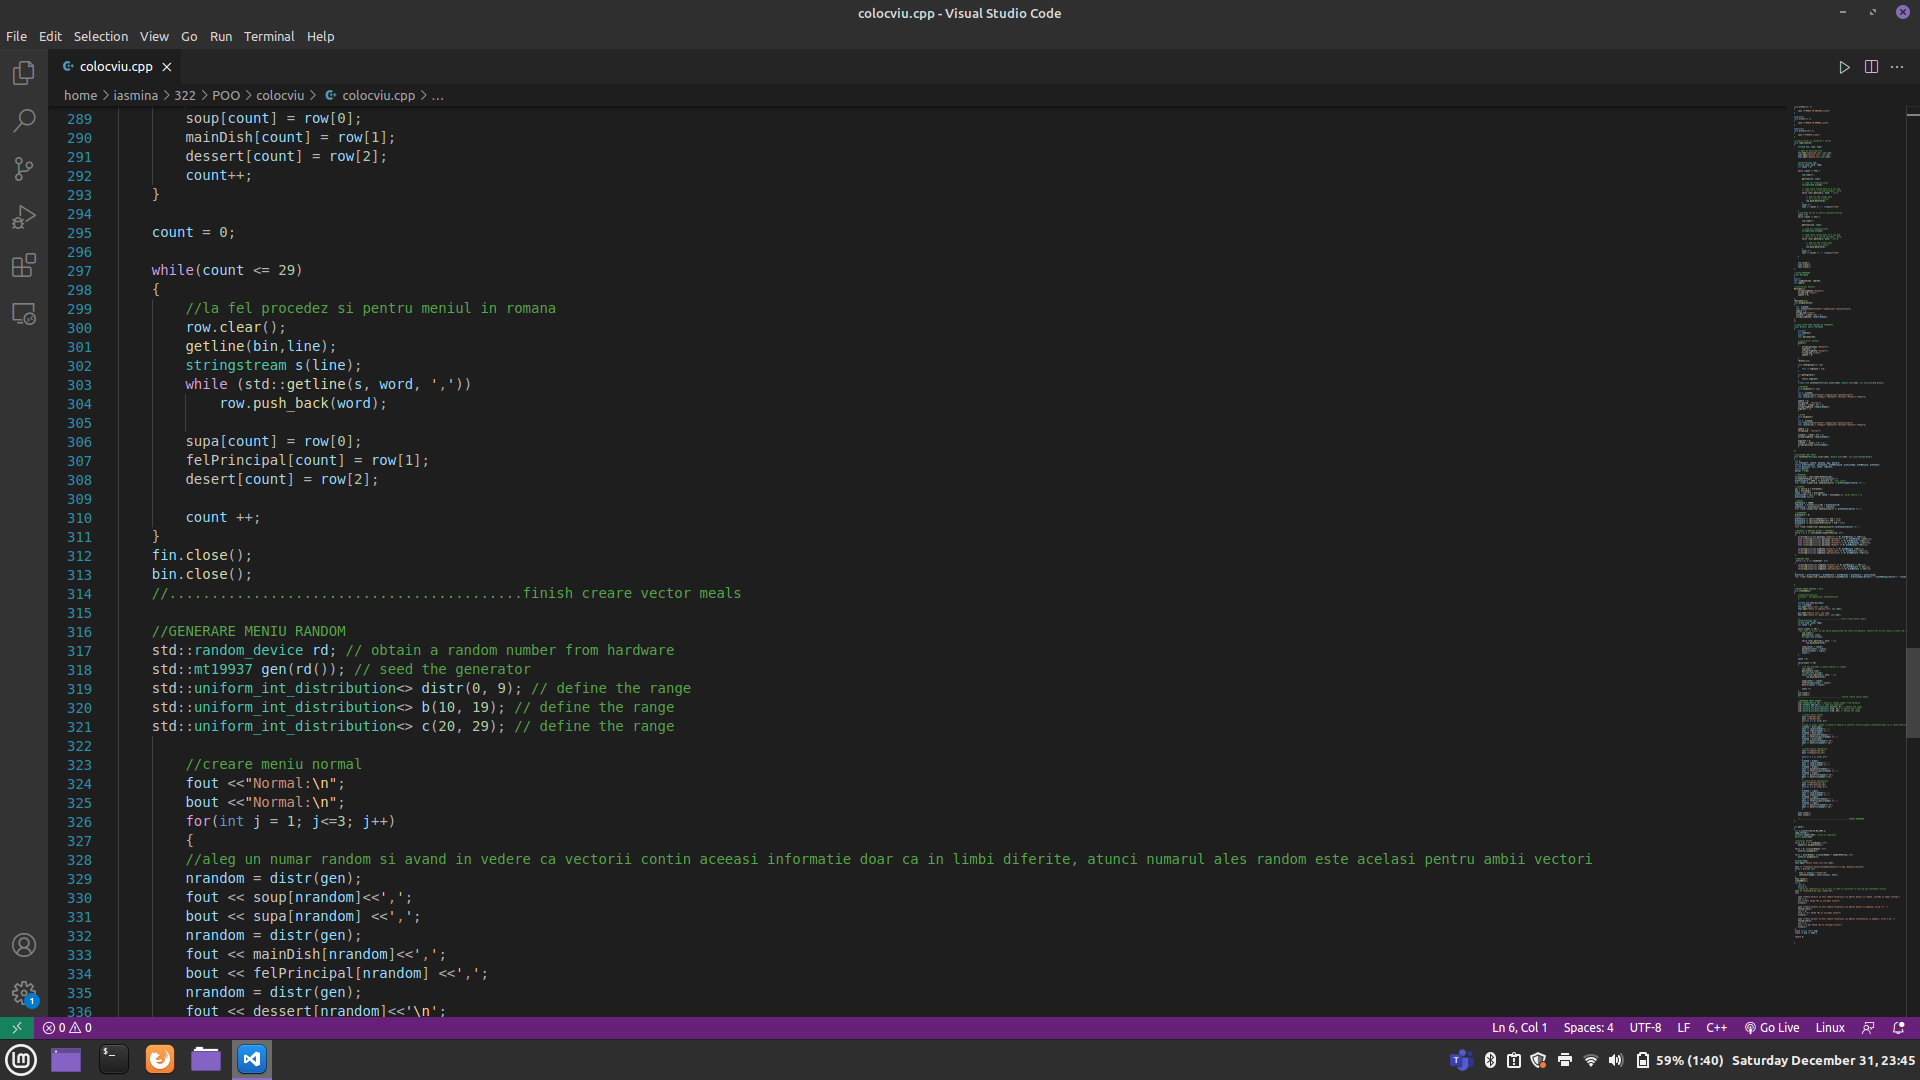 colocviu.cpp - Visual Studio Code
File Edit Selection View Go Run Terminal Help
colocviu.cpp
home > iasmina > 322 > POO > colocviu > colocviu.cpp > ...
289 soup[count] = row[0];
290 mainDish[count] = row[1];
291 dessert[count] = row[2];
292 count++;
293 }
294
295 count = 0;
296
297 while(count <= 29)
298 {
299 //la fel procedez si pentru meniul in romana
300 row.clear();
301 getline(bin,line);
302 stringstream s(line);
303 while (std::getline(s, word, ','))
304 row.push_back(word);
305
306 supa[count] = row[0];
307 felPrincipal[count] = row[1];
308 desert[count] = row[2];
309
310 count ++;
311 }
312 fin.close();
313 bin.close();
314 //..........................................finish creare vector meals
315
316 //GENERARE MENIU RANDOM
317 std::random_device rd; // obtain a random number from hardware
318 std::mt19937 gen(rd()); // seed the generator
319 std::uniform_int_distribution<> distr(0, 9); // define the range
320 std::uniform_int_distribution<> b(10, 19); // define the range
321 std::uniform_int_distribution<> c(20, 29); // define the range
322
323 //creare meniu normal
324 fout <<"Normal:\n";
325 bout <<"Normal:\n";
326 for(int j = 1; j<=3; j++)
327 {
328 //aleg un numar random si avand in vedere ca vectorii contin aceeasi informatie doar ca in limbi diferite, atunci numarul ales random este acelasi pentru ambii vectori
329 nrandom = distr(gen);
330 fout << soup[nrandom]<<',';
331 bout << supa[nrandom] <<',';
332 nrandom = distr(gen);
333 fout << mainDish[nrandom]<<',';
334 bout << felPrincipal[nrandom] <<',';
335 nrandom = distr(gen);
336 fout << dessert[nrandom]<<'\n';
1
0 0 Ln 6, Col 1 Spaces: 4 UTF-8 LF C++ Go Live Linux
59% (1:40) Saturday December 31, 23:45